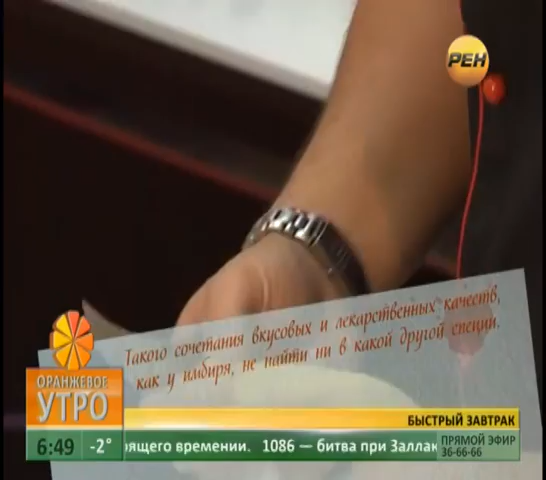 РЕН
Такого сочетания вкусовых и лекарственных качеств,
как у имбиря, не найти ни в какой другой специи.
ОРАНЖЕВОЕ
УТРО
БЫСТРЫЙ ЗАВТРАК
6:49 -2° ящего времени. 1086 — битва при Заллак
ПРЯМОЙ ЭФИР
36-66-66